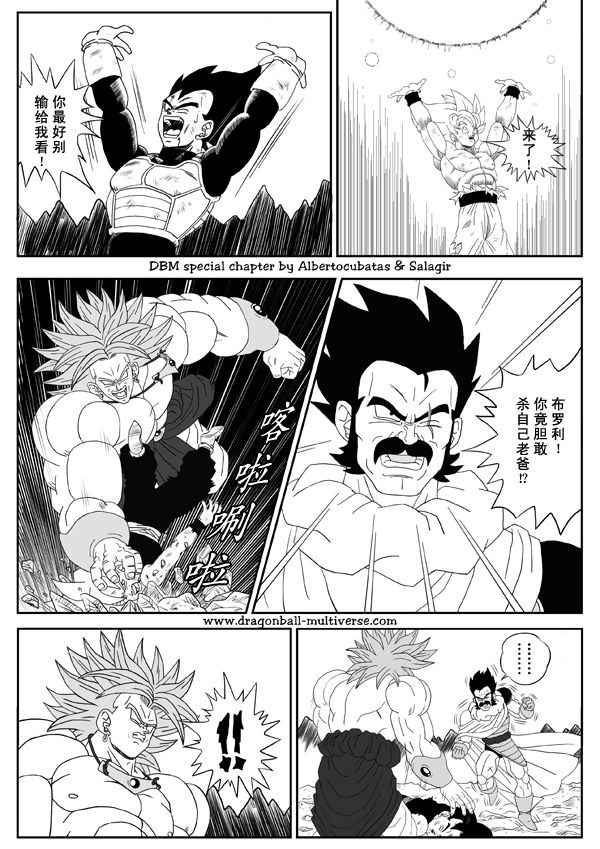 来了！
你最好别
输给我看！
DBM special chapter by Albertocubatas & Salagir
布罗利！
你竟胆敢
杀自己老爸!?
喀啦唰啦
www.dragonball-multiverse.com
……
……
!!